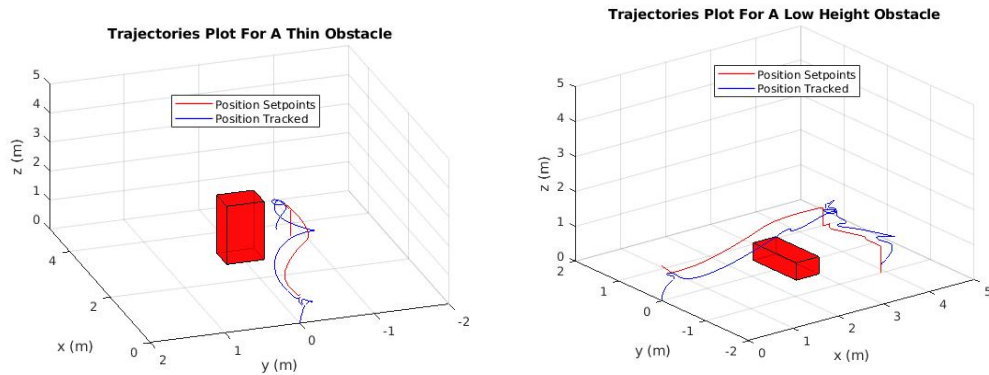 Trajectories Plot For A Thin Obstacle
Position Setpoints
Position Tracked
5
4
3
2
1
0
z (m)
4
2
0
x (m)
2
1
0
-1
-2
y (m)
Trajectories Plot For A Low Height Obstacle
Position Setpoints
Position Tracked
5
4
3
2
1
0
z (m)
2
1
0
-1
-2
y (m)
0
1
2
3
4
5
x (m)